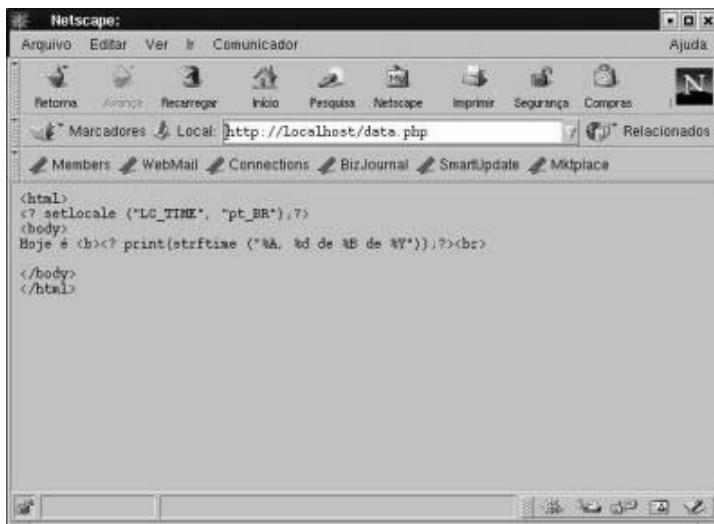 Netscape:
Arquivo Editar Ver Ir Comunicador Ajuda
Retorna Avança Recarregar Início Pesquisa Netscape Imprimir Segurança Compras
N
Marcadores Local: http://localhost/data.php Relacionados
Members WebMail Connections BizJournal SmartUpdate Mktplace
<html>
<? setlocale ("LC_TIME", "pt_BR");?>
<body>
Hoje é <b><? print(strftime ("%A, %d de %B de %Y"));?><br>
</body>
</html>